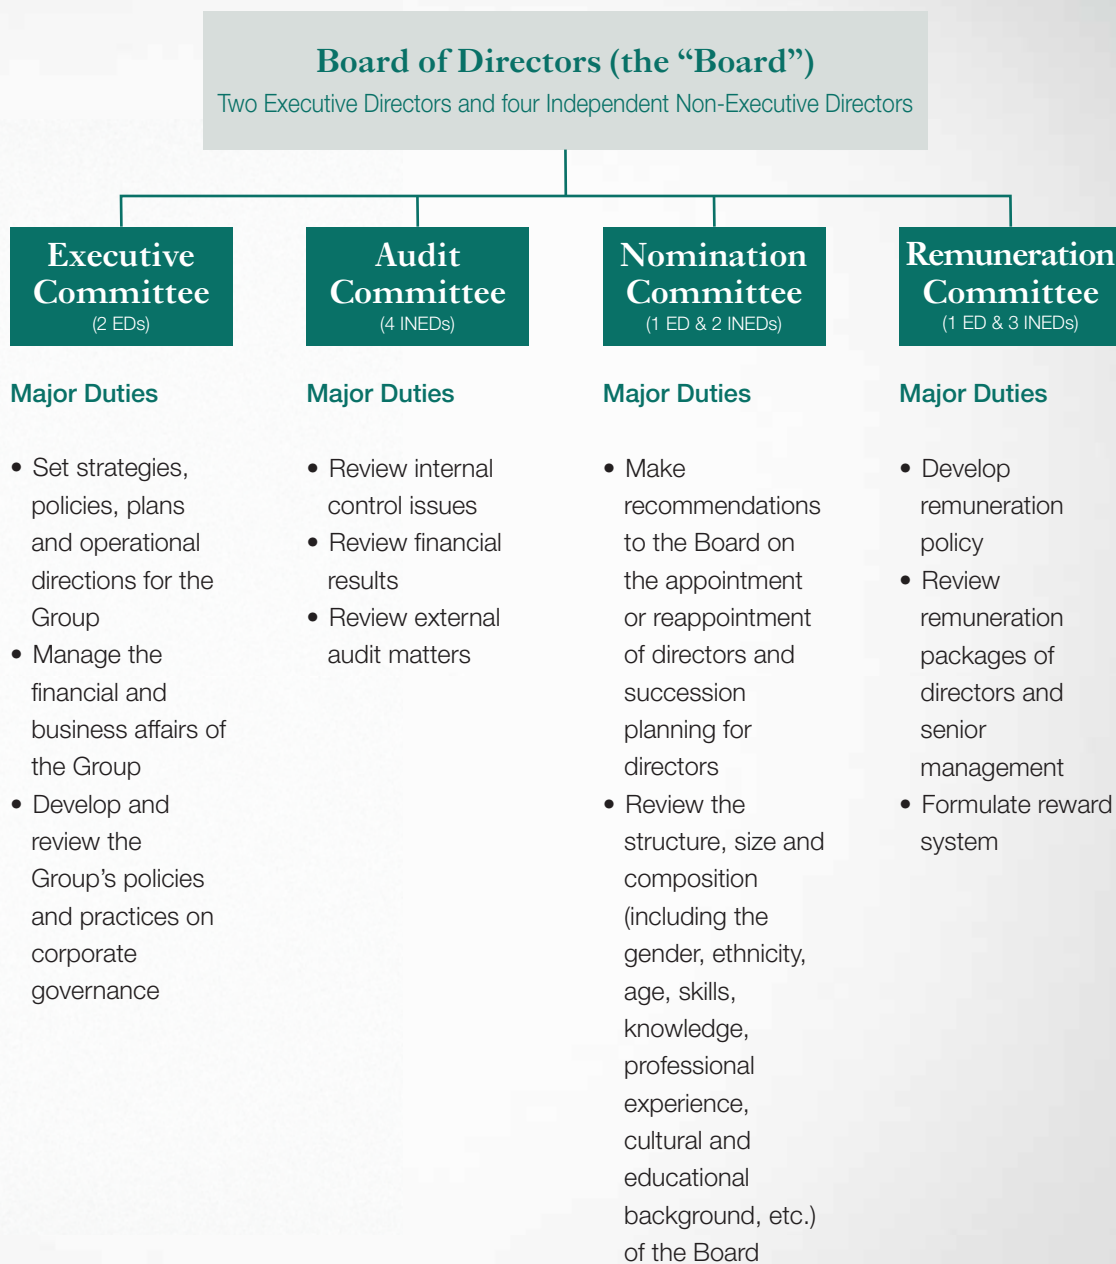 Board of Directors (the “Board”)
Two Executive Directors and four Independent Non-Executive Directors
Executive
Committee
(2 EDs)
Major Duties
• Set strategies,
policies, plans
and operational
directions for the
Group
• Manage the
financial and
business affairs of
the Group
• Develop and
review the
Group’s policies
and practices on
corporate
governance
Audit
Committee
(4 INEDs)
Major Duties
• Review internal
control issues
• Review financial
results
• Review external
audit matters
Nomination
Committee
(1 ED & 2 INEDs)
Major Duties
• Make
recommendations
to the Board on
the appointment
or reappointment
of directors and
succession
planning for
directors
• Review the
structure, size and
composition
(including the
gender, ethnicity,
age, skills,
knowledge,
professional
experience,
cultural and
educational
background, etc.)
of the Board
Remuneration
Committee
(1 ED & 3 INEDs)
Major Duties
• Develop
remuneration
policy
• Review
remuneration
packages of
directors and
senior
management
• Formulate reward
system